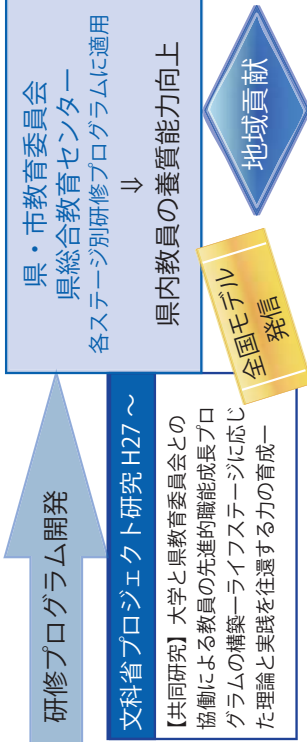 研修プログラム開発
文科省プロジェクト研究 H27 ~
【共同研究】大学と県教育委員会との
協働による教員の先進的職能成長プロ
グラムの構築ーライフステージに応じ
た理論と実践を往還する力の育成ー
県・市教育委員会
県総合教育センター
各ステージ別研修プログラムに適用
⇓
県内教員の養質能力向上
全国モデル
発信
地域貢献